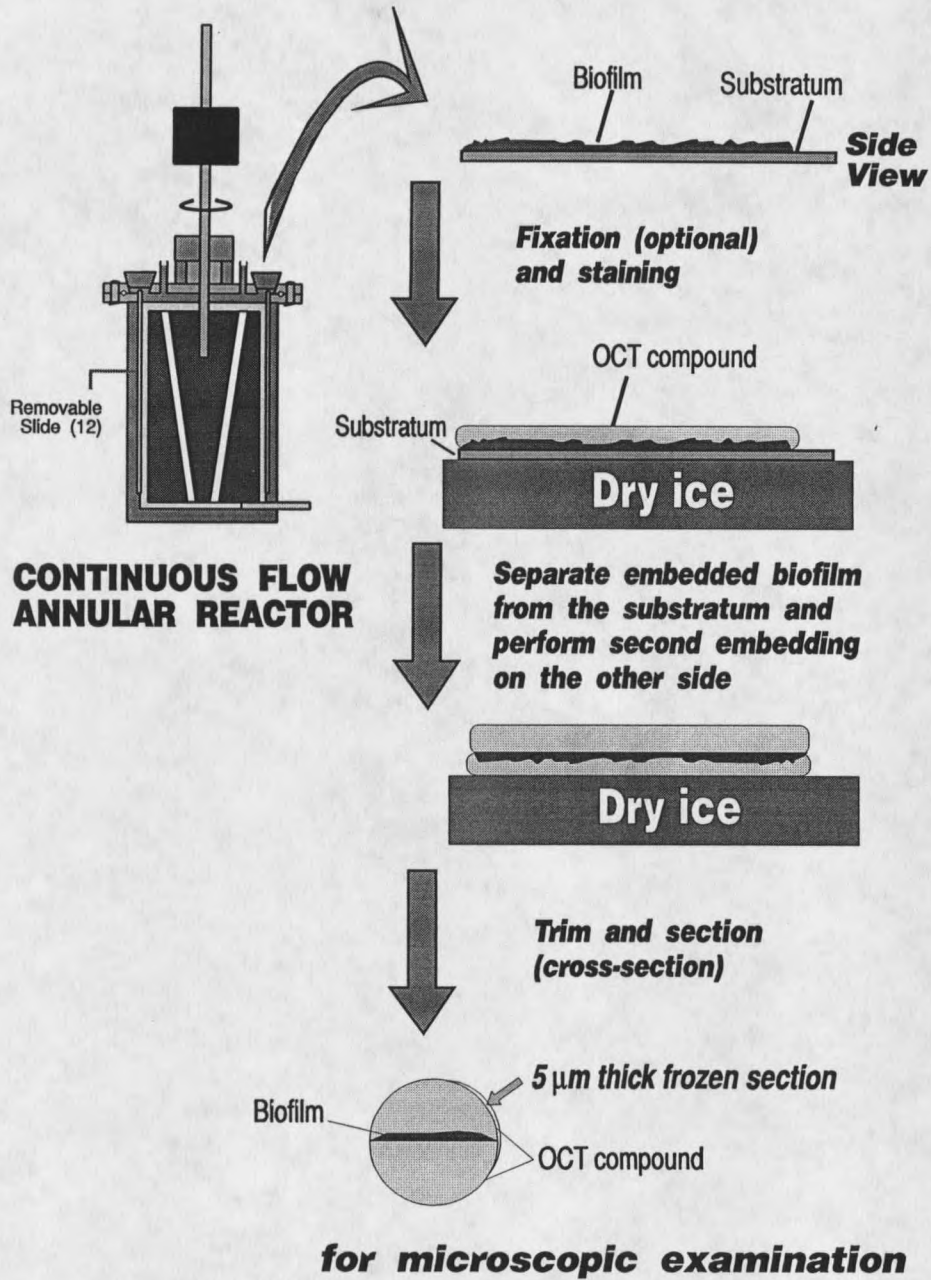 Biofilm
Substratum
Side
View
Fixation (optional)
and staining
OCT compound
Removable
Slide (12)
Substratum
Dry ice
CONTINUOUS FLOW
ANNULAR REACTOR
Separate embedded biofilm
from the substratum and
perform second embedding
on the other side
Dry ice
Trim and section
(cross-section)
5 μm thick frozen section
Biofilm
OCT compound
for microscopic examination